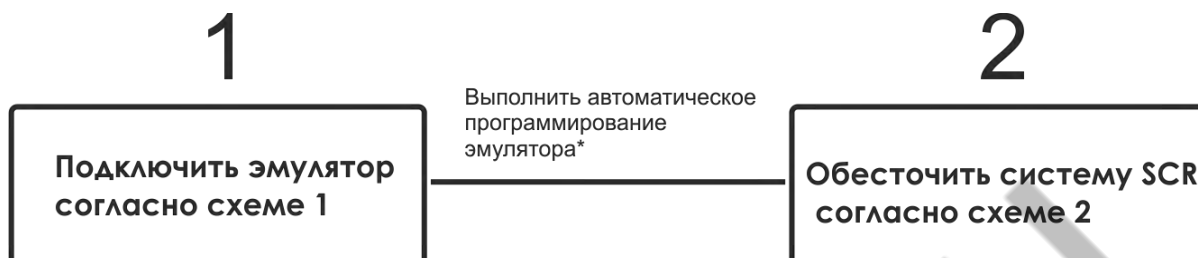 1
2
Выполнить автоматическое
программирование
эмулятора*
Подключить эмулятор
согласно схеме 1
Обесточить систему SCR
согласно схеме 2